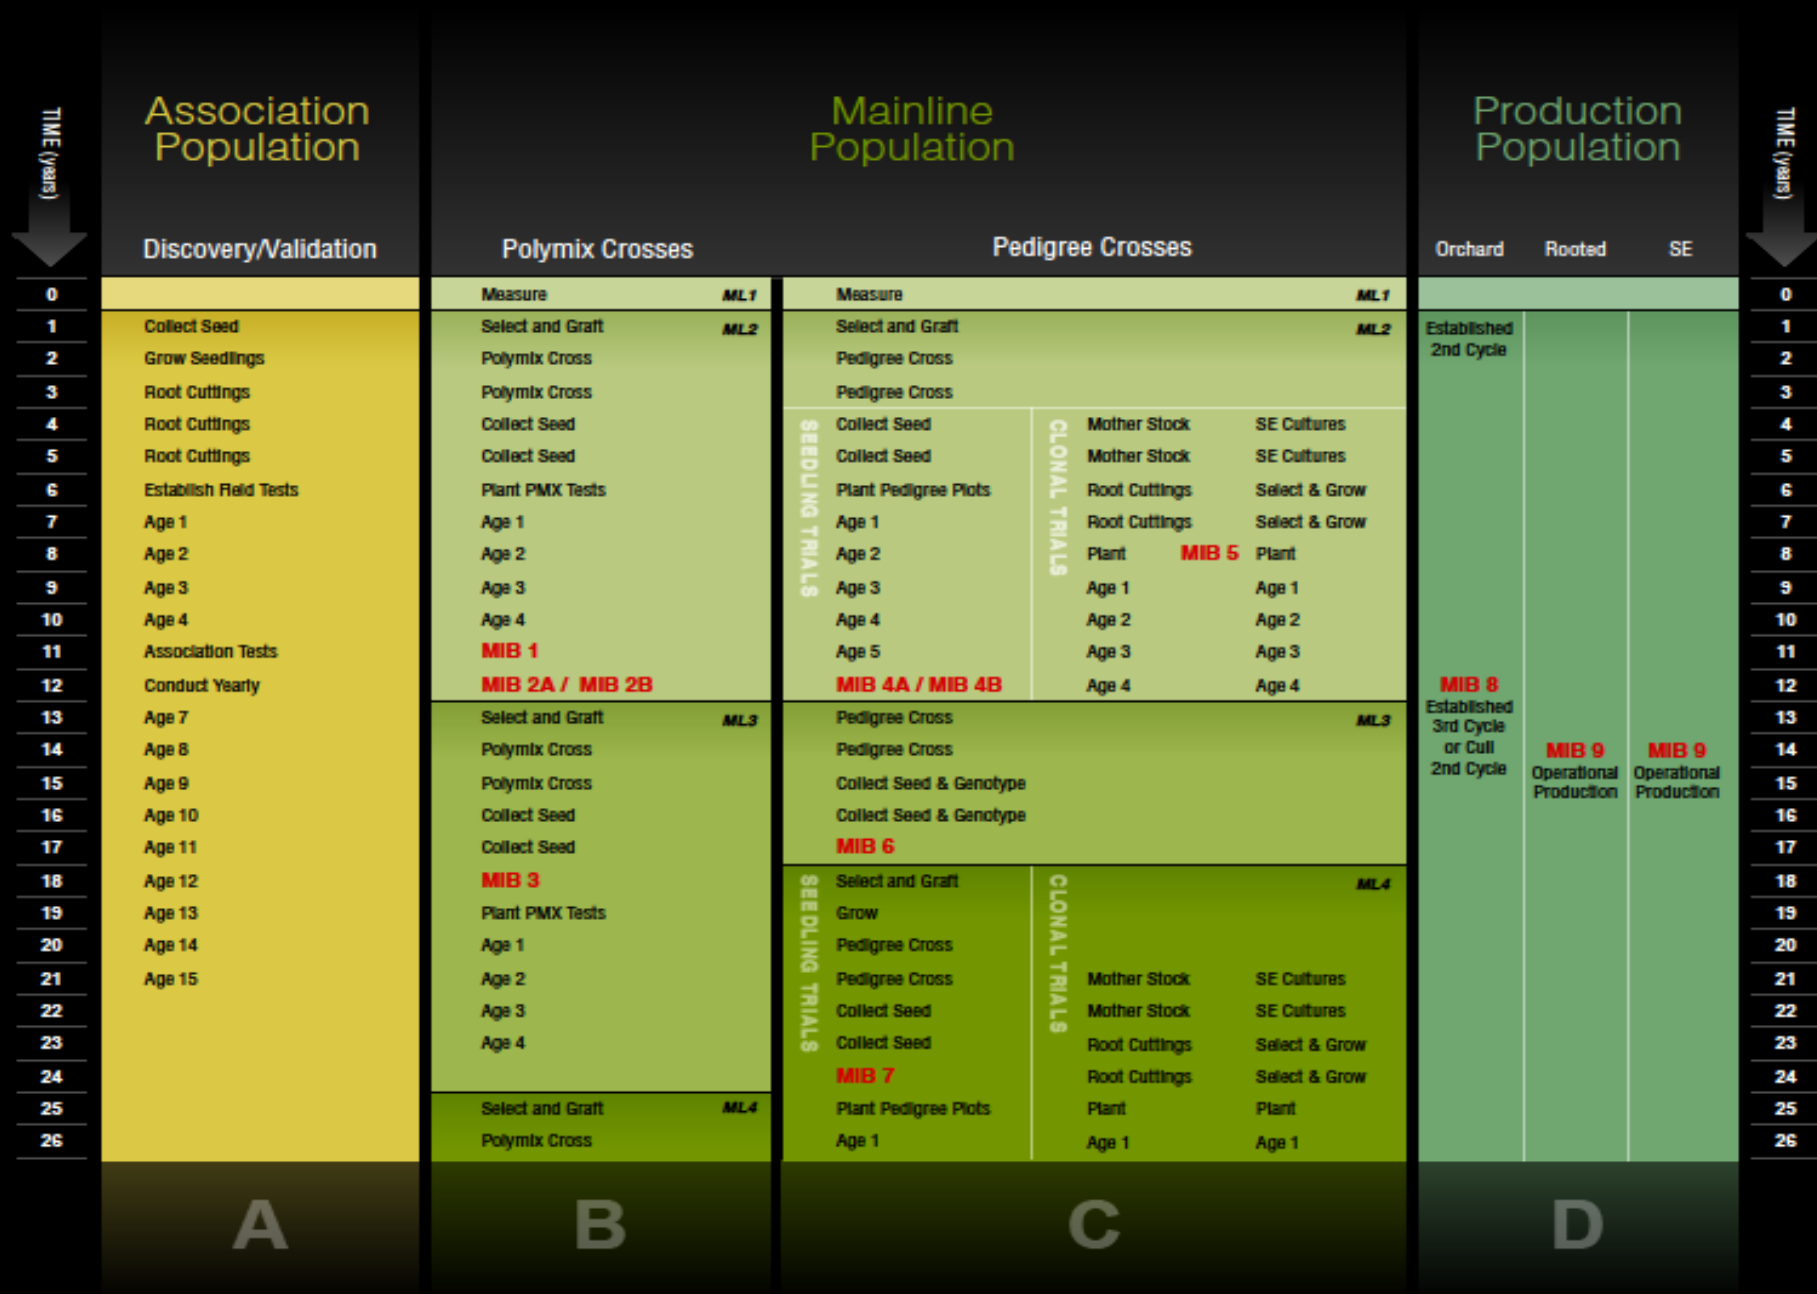 Association Population
Mainline Population
Production Population
TIME (years)
TIME (years)
Discovery/Validation
Polymix Crosses
Pedigree Crosses
Orchard Rooted SE
0 Measure ML1 Measure ML1 0
1 Collect Seed Select and Graft ML2 Select and Graft ML2 Established 1
2 Grow Seedlings Polymix Cross Pedigree Cross 2nd Cycle 2
3 Root Cuttings Polymix Cross Pedigree Cross 3
SEEDLING TRIALS
CLONAL TRIALS
4 Root Cuttings Collect Seed Collect Seed Mother Stock SE Cultures 4
5 Root Cuttings Collect Seed Collect Seed Mother Stock SE Cultures 5
6 Establish Field Tests Plant PMX Tests Plant Pedigree Plots Root Cuttings Select & Grow 6
7 Age 1 Age 1 Age 1 Root Cuttings Select & Grow 7
8 Age 2 Age 2 Age 2 Plant MIB 5 Plant 8
9 Age 3 Age 3 Age 3 Age 1 Age 1 9
10 Age 4 Age 4 Age 4 Age 2 Age 2 10
11 Association Tests MIB 1 Age 5 Age 3 Age 3 11
12 Conduct Yearly MIB 2A / MIB 2B MIB 4A / MIB 4B Age 4 Age 4 MIB 8 12
13 Age 7 Select and Graft ML3 Pedigree Cross ML3 Established 3rd Cycle 13
14 Age 8 Polymix Cross Pedigree Cross or Cull MIB 9 MIB 9 14
15 Age 9 Polymix Cross Collect Seed & Genotype 2nd Cycle Operational Production Operational Production 15
16 Age 10 Collect Seed Collect Seed & Genotype 16
17 Age 11 Collect Seed MIB 6 17
SEEDLING TRIALS
CLONAL TRIALS
18 Age 12 MIB 3 Select and Graft ML4 18
19 Age 13 Plant PMX Tests Grow 19
20 Age 14 Age 1 Pedigree Cross 20
21 Age 15 Age 2 Pedigree Cross Mother Stock SE Cultures 21
22 Age 3 Collect Seed Mother Stock SE Cultures 22
23 Age 4 Collect Seed Root Cuttings Select & Grow 23
24 MIB 7 Root Cuttings Select & Grow 24
25 Select and Graft ML4 Plant Pedigree Plots Plant Plant 25
26 Polymix Cross Age 1 Age 1 Age 1 26
A B C D